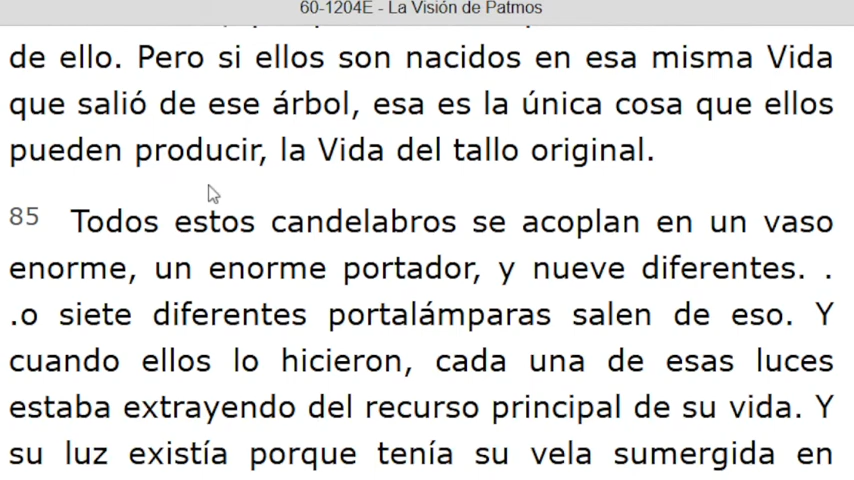 60-1204E - La Visión de Patmos
de ello. Pero si ellos son nacidos en esa misma Vida
que salió de ese árbol, esa es la única cosa que ellos
pueden producir, la Vida del tallo original.
85 Todos estos candelabros se acoplan en un vaso
enorme, un enorme portador, y nueve diferentes. .
.o siete diferentes portalámparas salen de eso. Y
cuando ellos lo hicieron, cada una de esas luces
estaba extrayendo del recurso principal de su vida. Y
su luz existía porque tenía su vela sumergida en